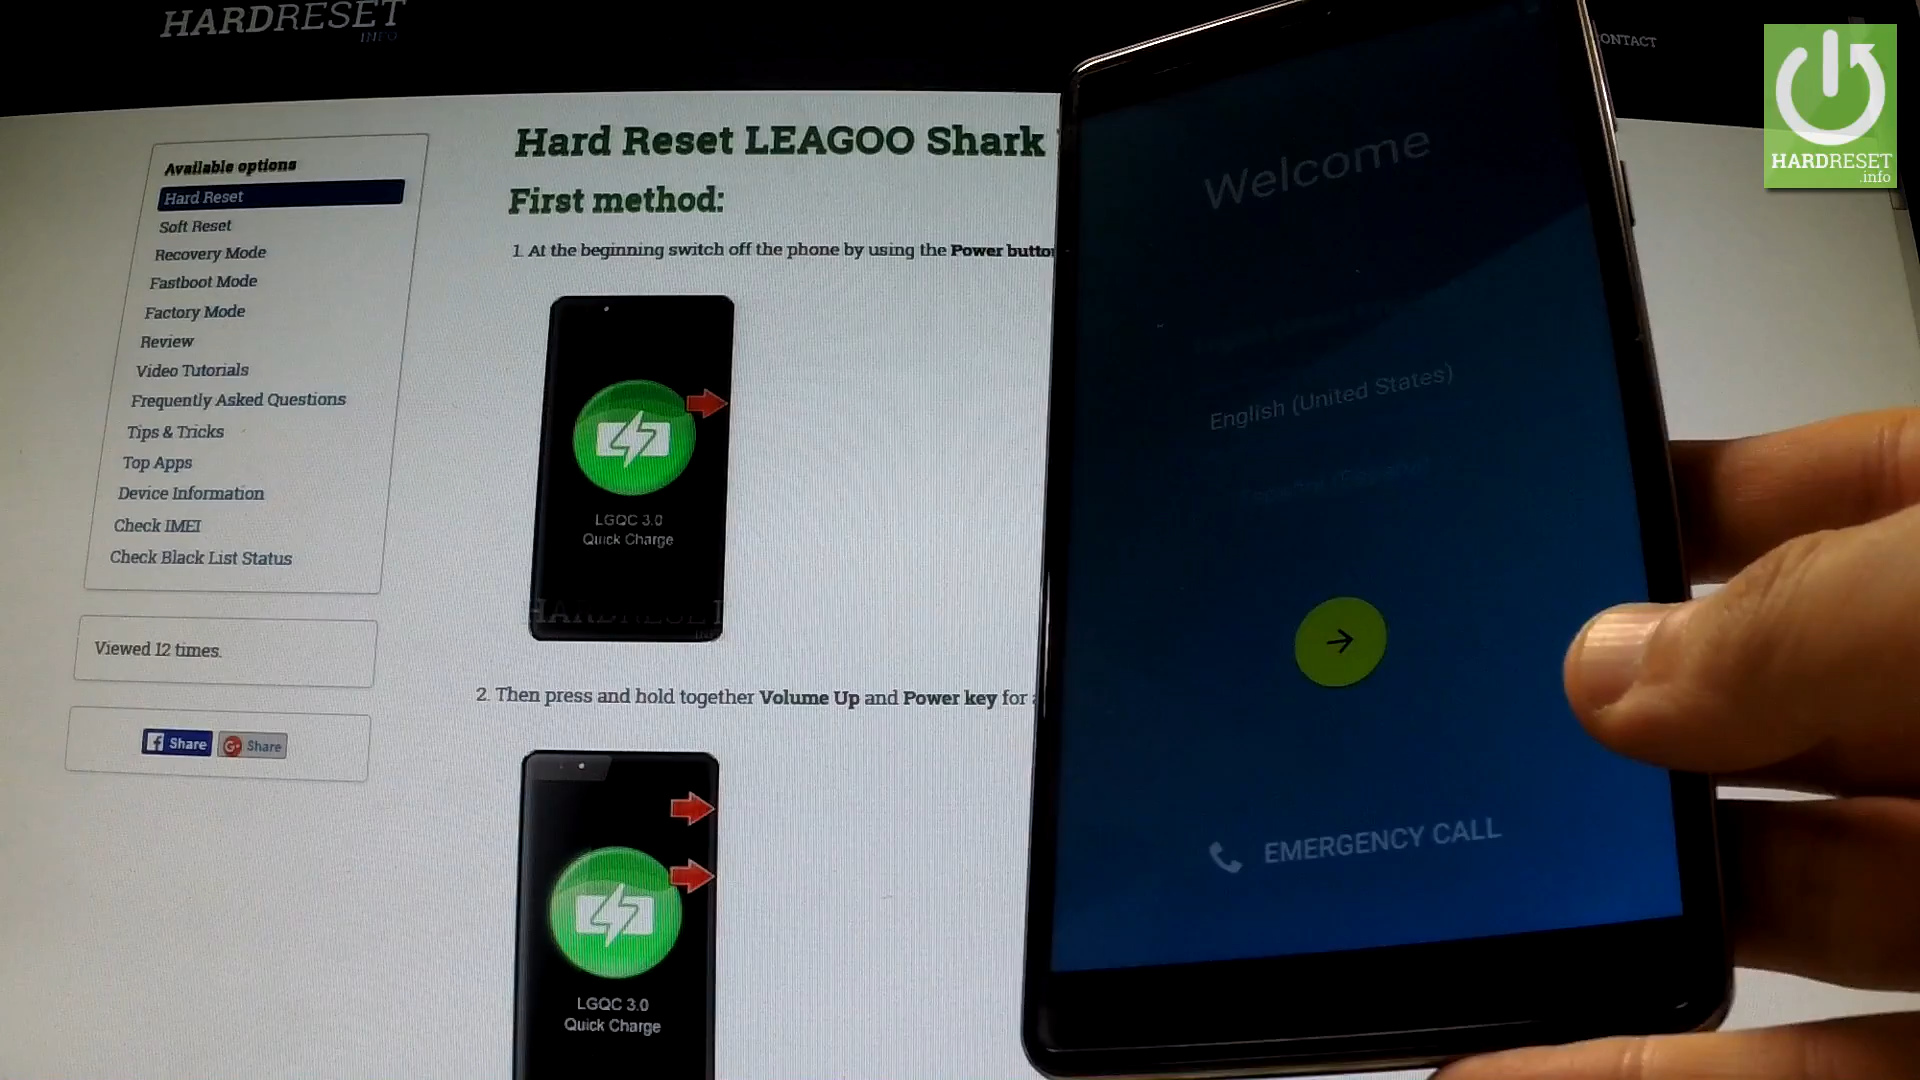 HARDRESET
INFO
CONTACT
HARDRESET
.info
Available options
Hard Reset
Soft Reset
Recovery Mode
Fastboot Mode
Factory Mode
Review
Video Tutorials
Frequently Asked Questions
Tips & Tricks
Top Apps
Device Information
Check IMEI
Check Black List Status
Viewed 12 times.
Share
G+ Share
Hard Reset LEAGOO Shark
First method:
1. At the beginning switch off the phone by using the Power button
LGQC 3.0
Quick Charge
HARDRESET
2. Then press and hold together Volume Up and Power key for
LGQC 3.0
Quick Charge
Welcome
English (United States)
EMERGENCY CALL